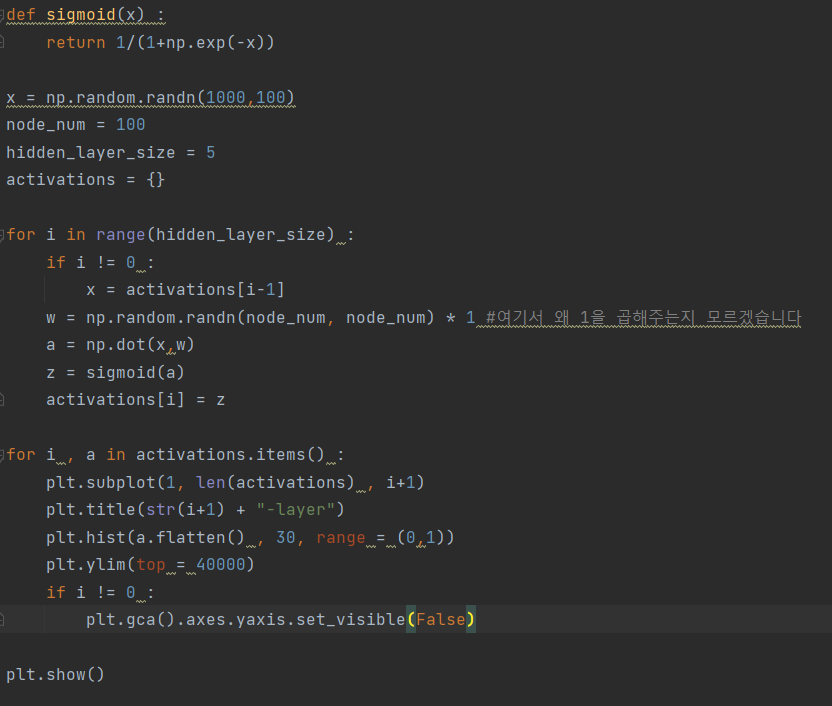 def sigmoid(x) :
return 1/(1+np.exp(-x))
x = np.random.randn(1000,100)
node_num = 100
hidden_layer_size = 5
activations = {}
for i in range(hidden_layer_size) :
if i != 0 :
x = activations[i-1]
w = np.random.randn(node_num, node_num) * 1 #여기서 왜 1을 곱해주는지 모르겠습니다
a = np.dot(x,w)
z = sigmoid(a)
activations[i] = z
for i , a in activations.items() :
plt.subplot(1, len(activations) , i+1)
plt.title(str(i+1) + "-layer")
plt.hist(a.flatten() , 30, range = (0,1))
plt.ylim(top = 40000)
if i != 0 :
plt.gca().axes.yaxis.set_visible(False)
plt.show()